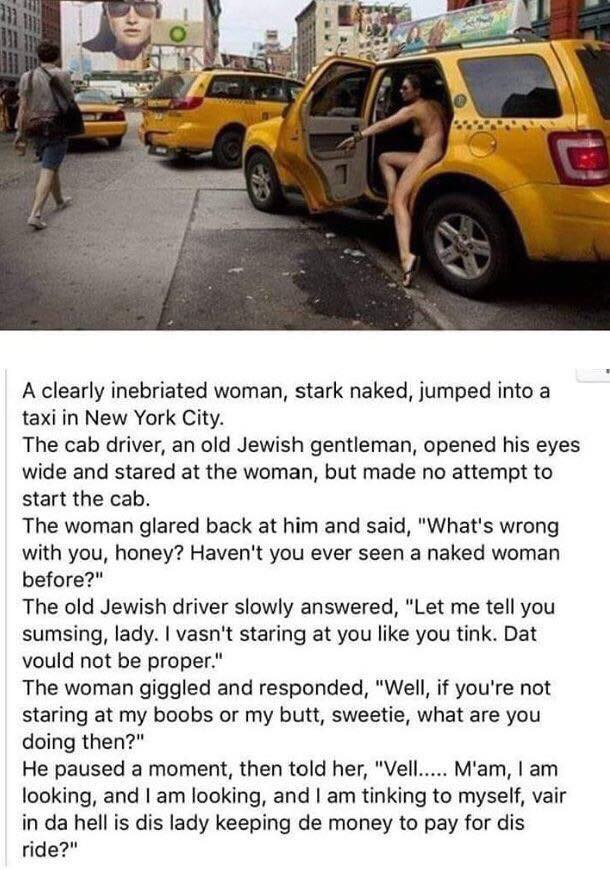 A clearly inebriated woman, stark naked, jumped into a
taxi in New York City.
The cab driver, an old Jewish gentleman, opened his eyes
wide and stared at the woman, but made no attempt to
start the cab.
The woman glared back at him and said, "What's wrong
with you, honey? Haven't you ever seen a naked woman
before?"
The old Jewish driver slowly answered, "Let me tell you
sumsing, lady. I vasn't staring at you like you tink. Dat
vould not be proper."
The woman giggled and responded, "Well, if you're not
staring at my boobs or my butt, sweetie, what are you
doing then?"
He paused a moment, then told her, "Vell..... M'am, I am
looking, and I am looking, and I am tinking to myself, vair
in da hell is dis lady keeping de money to pay for dis
ride?"